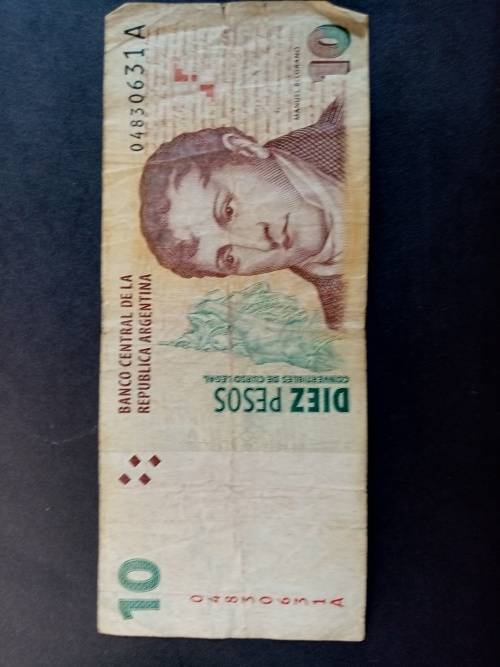 10
BANCO CENTRAL DE LA
REPUBLICA ARGENTINA
04830631A
04830631A
CONVERTIBLES DE CURSO LEGAL
DIEZ PESOS
MANUEL BELGRANO
10